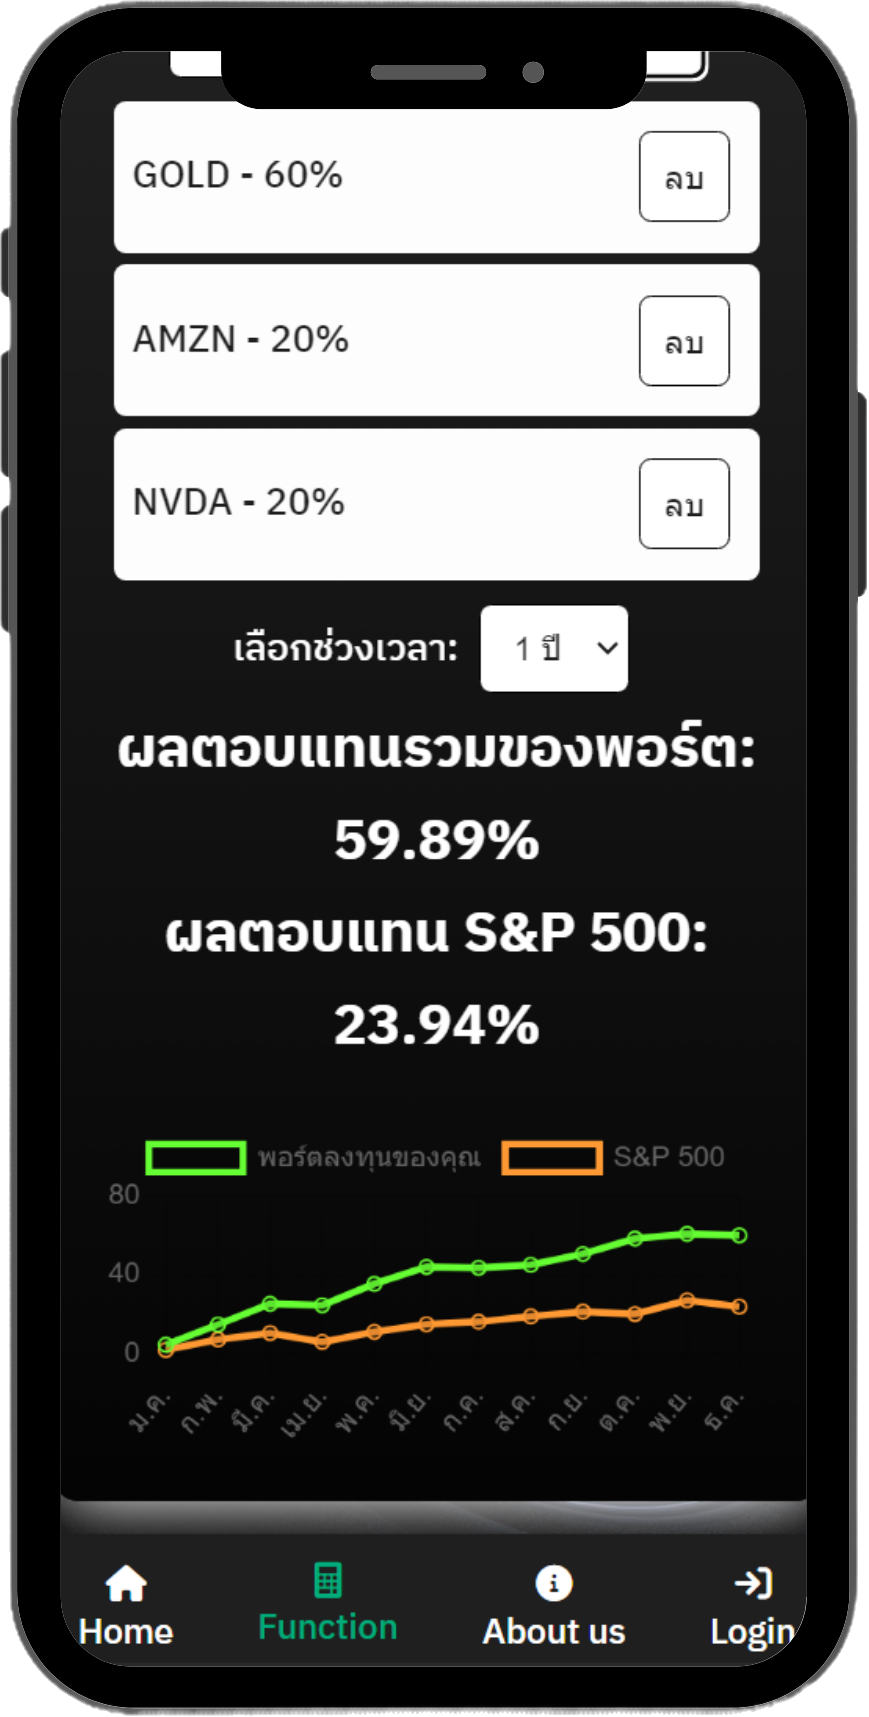 GOLD - 60%
ลบ
AMZN - 20%
ลบ
NVDA - 20%
ลบ
เลือกช่วงเวลา: 1 ปี
ผลตอบแทนรวมของพอร์ต:
59.89%
ผลตอบแทน S&P 500:
23.94%
พอร์ตลงทุนของคุณ S&P 500
80
40
0
ม.ค. ก.พ. มี.ค. เม.ย. พ.ค. มิ.ย. ก.ค. ส.ค. ก.ย. ต.ค. พ.ย. ธ.ค.
Home Function About us Login